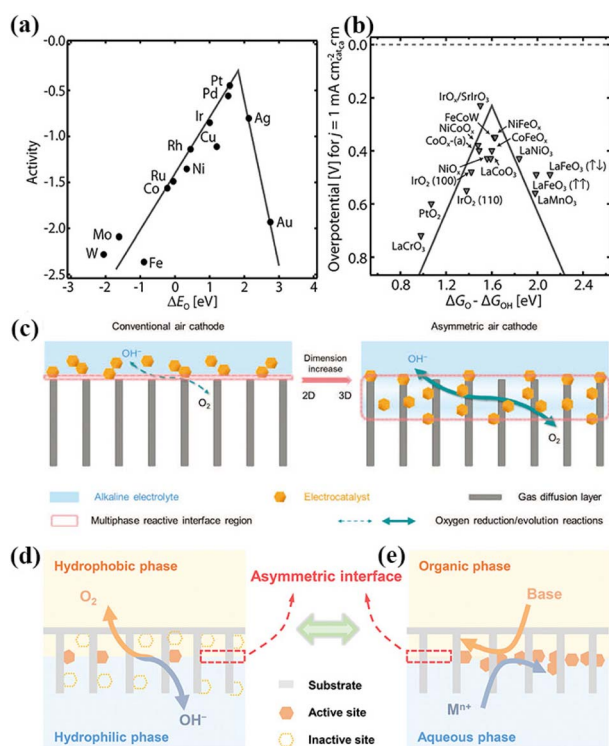 (a)
-0.0
-0.5
-1.0
-1.5
-2.0
-2.5
Activity
Pt
Pd
Ir
Ag
Cu
Rh
Ni
Ru
Co
Au
Mo
W
Fe
-3 -2 -1 0 1 2 3 4
ΔE_O [eV]
(b)
0.0
0.2
0.4
0.6
0.8
Overpotential [V] for j = 1 mA cm⁻²
IrOₓ/SrIrO₃
FeCoW
NiFeOₓ
NiCoOₓ
CoFeOₓ
CoOₓ-(a)
LaNiO₃
NiOₓ
LaCoO₃
LaFeO₃ (↑↓)
IrO₂ (100)
LaFeO₃ (↑↑)
IrO₂ (110)
LaMnO₃
PtO₂
LaCrO₃
0.8 1.2 1.6 2.0 2.4
ΔG_O - ΔG_OH [eV]
(c)
Conventional air cathode
Asymmetric air cathode
OH⁻
O₂
Dimension
increase
2D 3D
OH⁻
O₂
Alkaline electrolyte
Electrocatalyst
Gas diffusion layer
Multiphase reactive interface region
Oxygen reduction/evolution reactions
(d)
Hydrophobic phase
O₂
OH⁻
Hydrophilic phase
Asymmetric interface
Substrate
Active site
Inactive site
(e)
Organic phase
Base
Mⁿ⁺
Aqueous phase